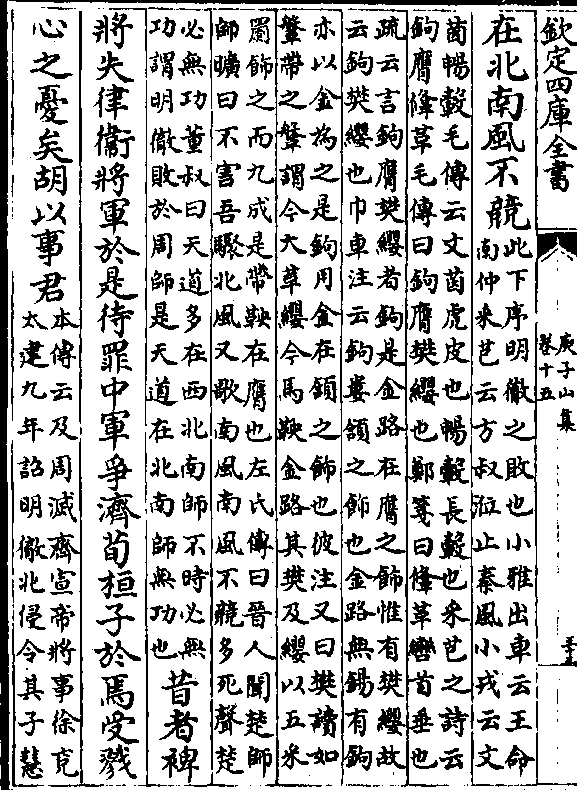 欽定四庫全書
庾子山集
卷十五
在北南風不競此下序明徹之敗也小雅出車云王命
南仲采芑云方叔涖止秦風小戎云文
茵暢轂毛傳云文茵虎皮也暢轂長轂也采芑之詩云
鉤膺鞗革毛傳曰鉤膺樊纓也鄭箋曰鞗革轡首垂也
疏云言鉤膺樊纓者鉤是金路在膺之飾惟有樊纓故
云鉤樊纓也巾車注云鉤婁頷之飾也金路無錫有鉤
亦以金為之是鉤用金在頷之飾也彼注又曰樊讀如
鞶帶之鞶謂今大革纓今馬鞅金路其樊及纓以五采
罽飾之而九成是帶鞅在膺也左氏傳曰晉人聞楚師
師曠曰不害吾驟北風又歌南風南風不競多死聲楚
必無功董叔曰天道多在西北南師不時必無
功謂明徹敗於周師是天道在北南師無功也
昔者裨
將失律衞將軍於是待罪中軍爭濟荀桓子於焉受戮
心之憂矣胡以事君本傳云及周滅齊宣帝將事徐兗
太建九年詔明徹北侵令其子慧